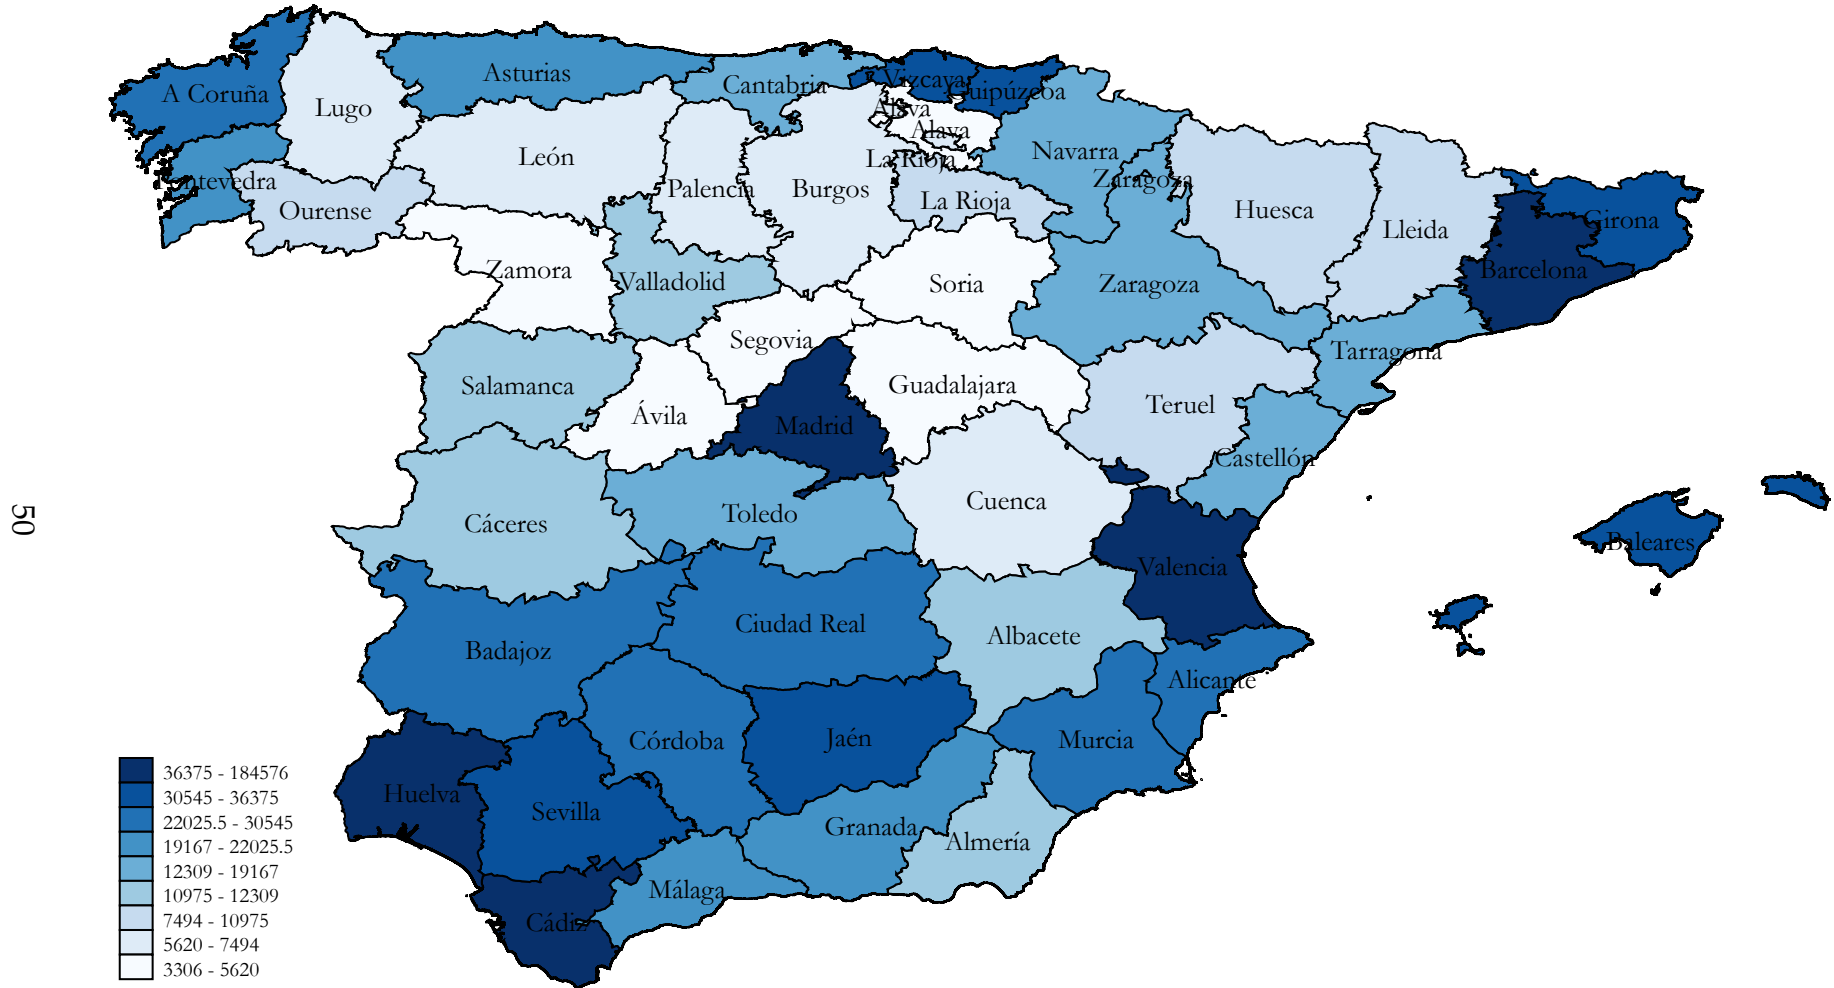 A Coruña
Lugo
Asturias
Cantabria
Vizcaya
Guipúzcoa
Álava
Álava
León
Palencia
Burgos
La Rioja
La Rioja
Navarra
Zaragoza
Pontevedra
Ourense
Huesca
Lleida
Girona
Barcelona
Zamora
Valladolid
Soria
Zaragoza
Segovia
Tarragona
Salamanca
Ávila
Guadalajara
Madrid
Teruel
Castellón
Cáceres
Toledo
Cuenca
Baleares
Valencia
Ciudad Real
Albacete
Badajoz
Alicante
Córdoba
Jaén
Murcia
Huelva
Sevilla
Granada
Almería
Málaga
Cádiz
36375 - 184576
30545 - 36375
22025.5 - 30545
19167 - 22025.5
12309 - 19167
10975 - 12309
7494 - 10975
5620 - 7494
3306 - 5620
50